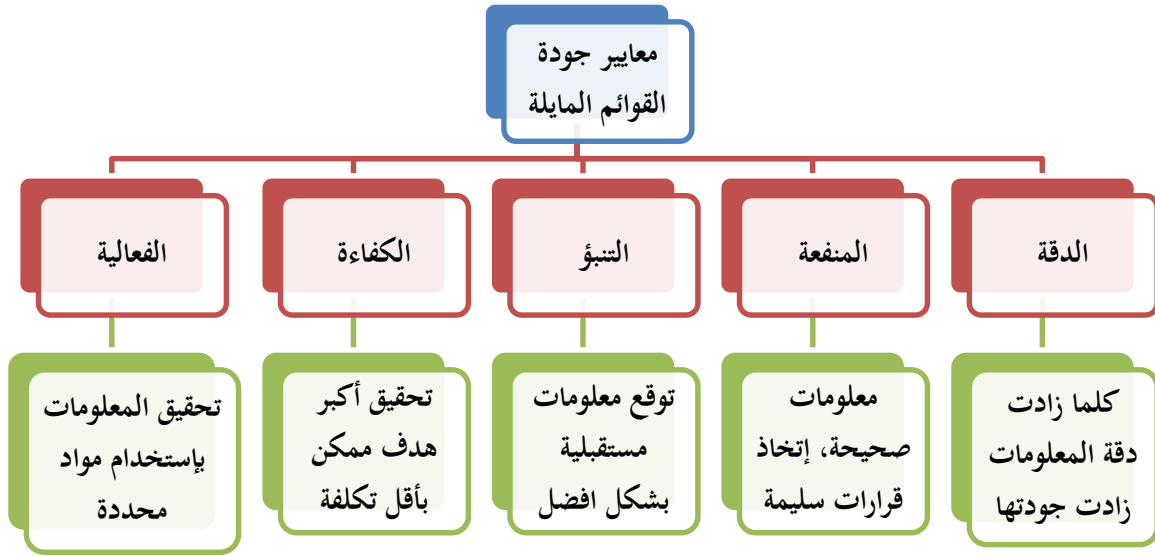 معايير جودة
القوائم المايلة
الدقة
المنفعة
التنبؤ
الكفاءة
الفعالية
كلما زادت
دقة المعلومات
زادت جودتها
معلومات
صحيحة، إتخاذ
قرارات سليمة
توقع معلومات
مستقبلية
بشكل افضل
تحقيق أكبر
هدف ممكن
بأقل تكلفة
تحقيق المعلومات
بإستخدام مواد
محددة